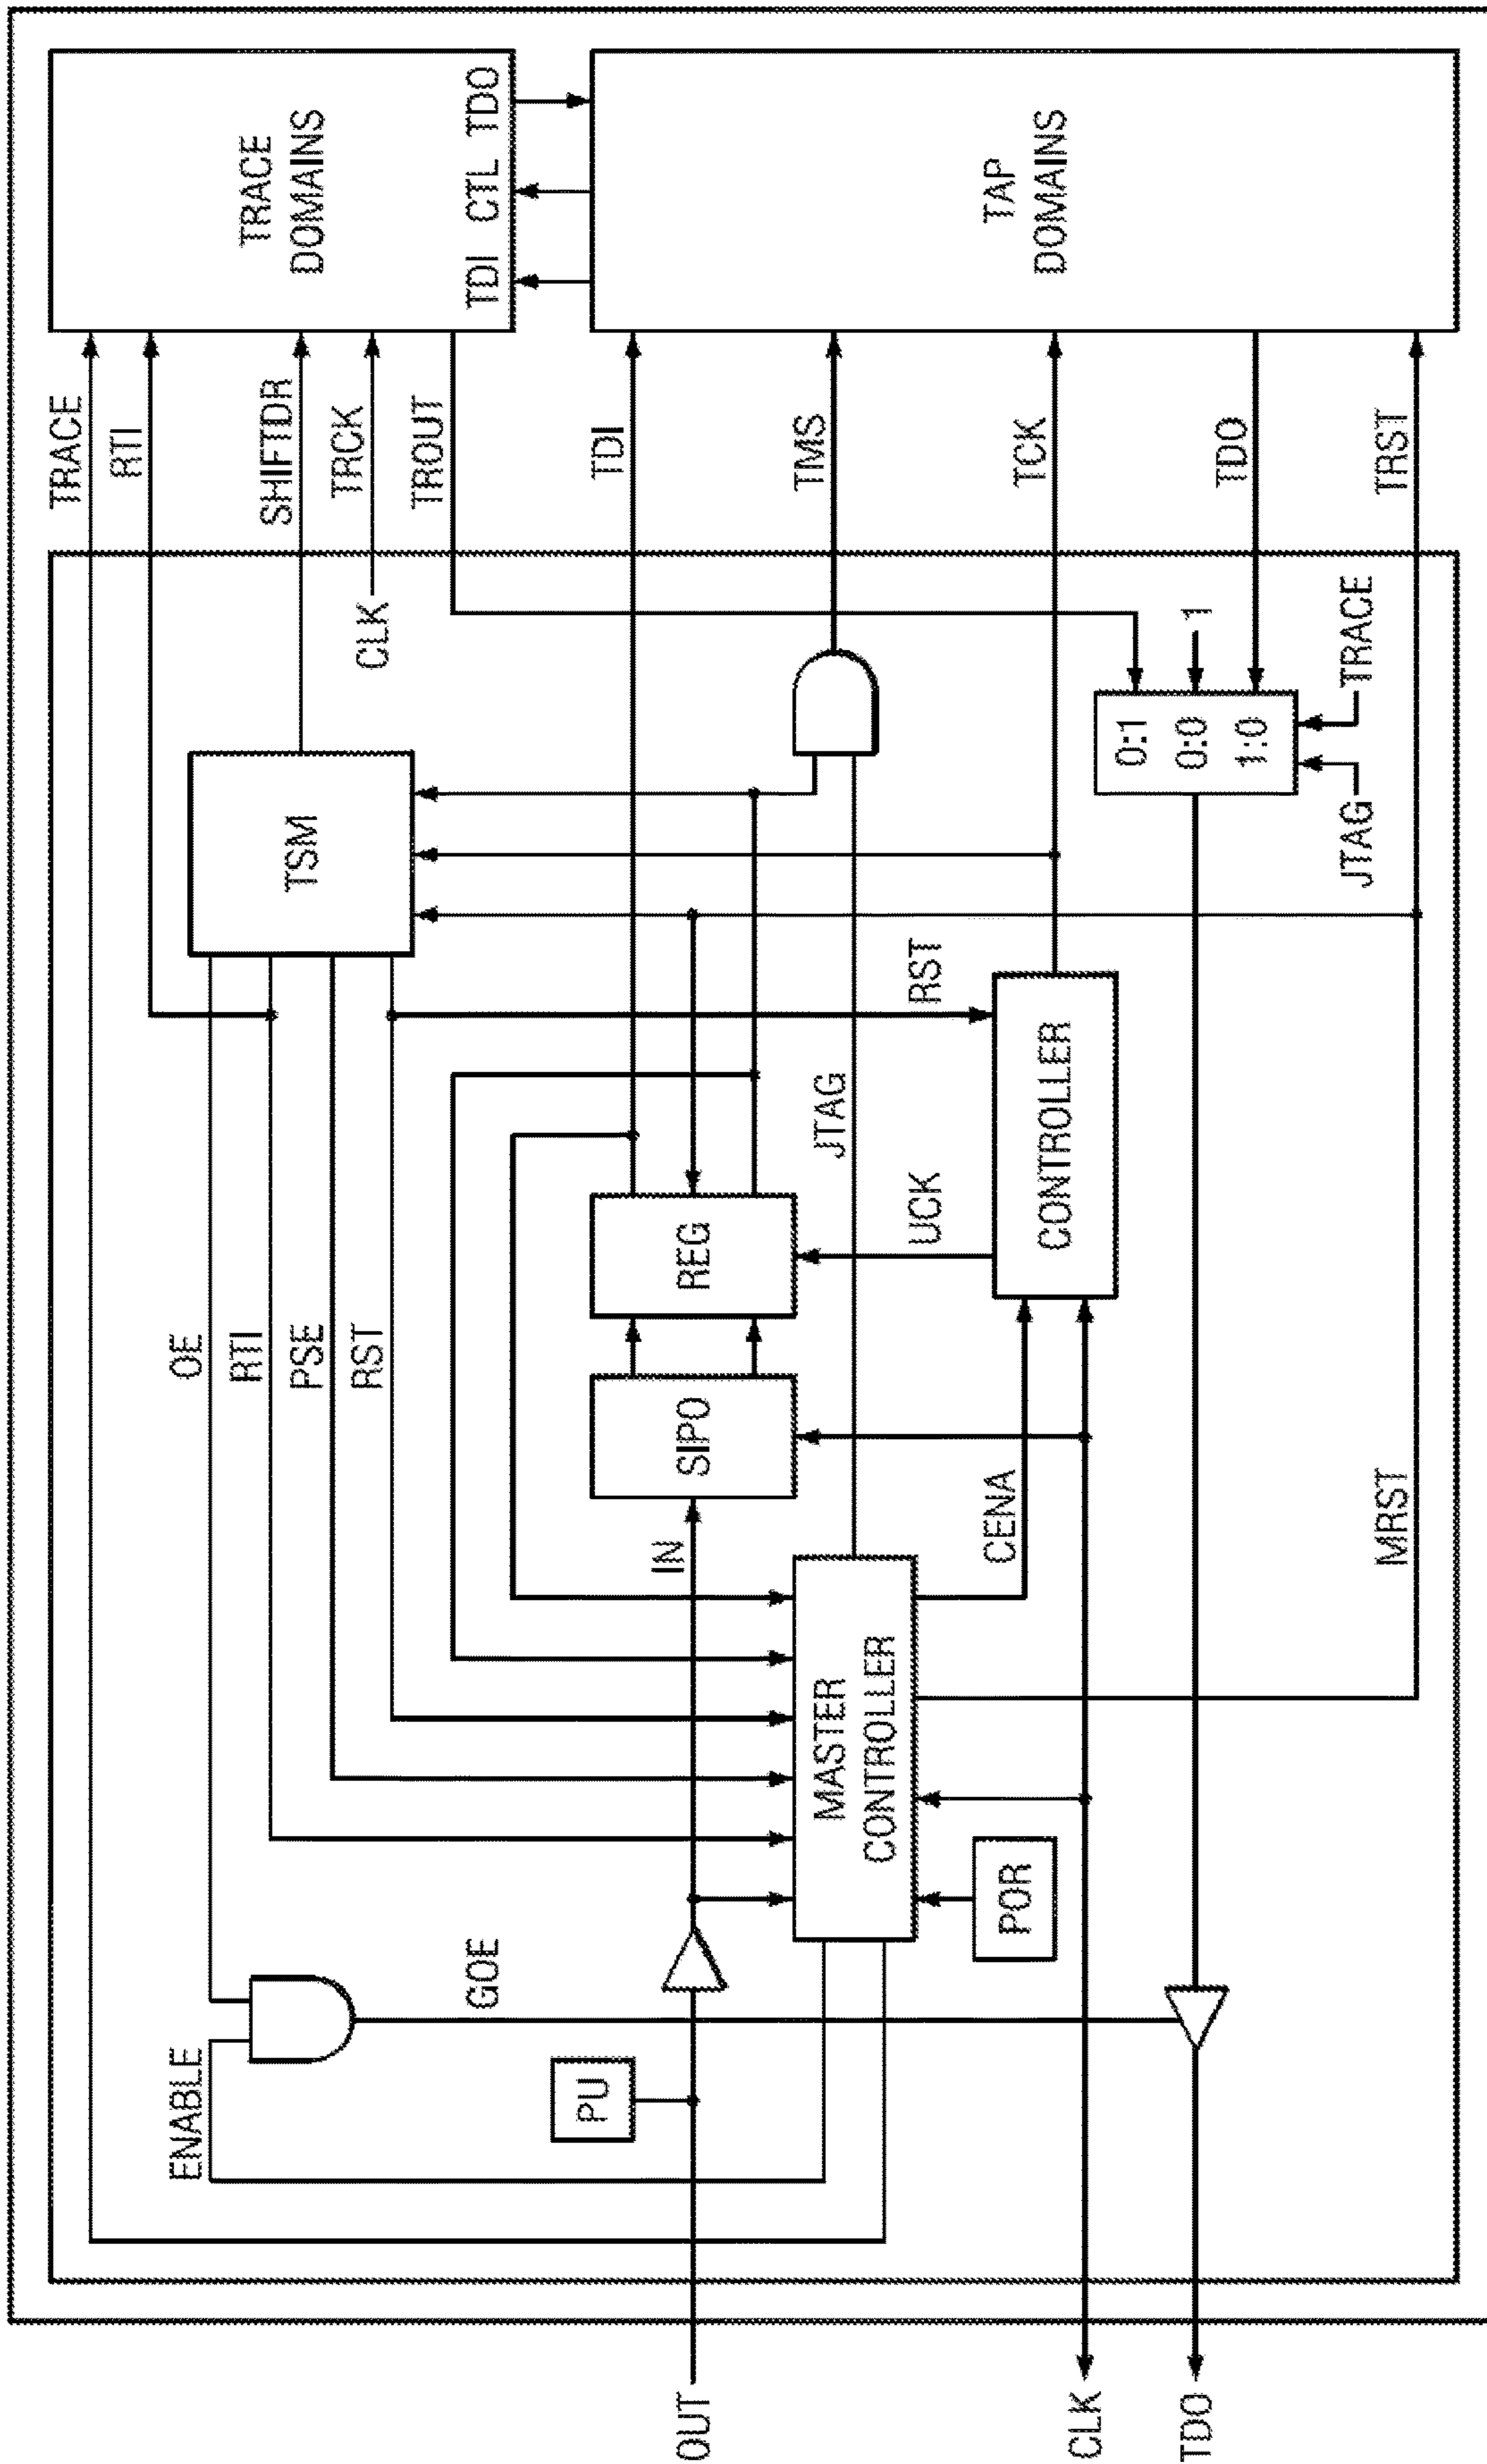 TRACE
RTI
SHIFTDR
TRCK
TROUT
TRACE
DOMAINS
TDI CTL TDO
CLK
TSM
OE
RTI
PSE
RST
ENABLE
GOE
PU
IN
SIPO
REG
TDI
TMS
TCK
TDO
TRST
TAP
DOMAINS
RST
JTAG
UCK
CONTROLLER
CENA
MASTER
CONTROLLER
POR
MRST
0:1
0:0
1:0
1
JTAG
TRACE
OUT
CLK
TDO